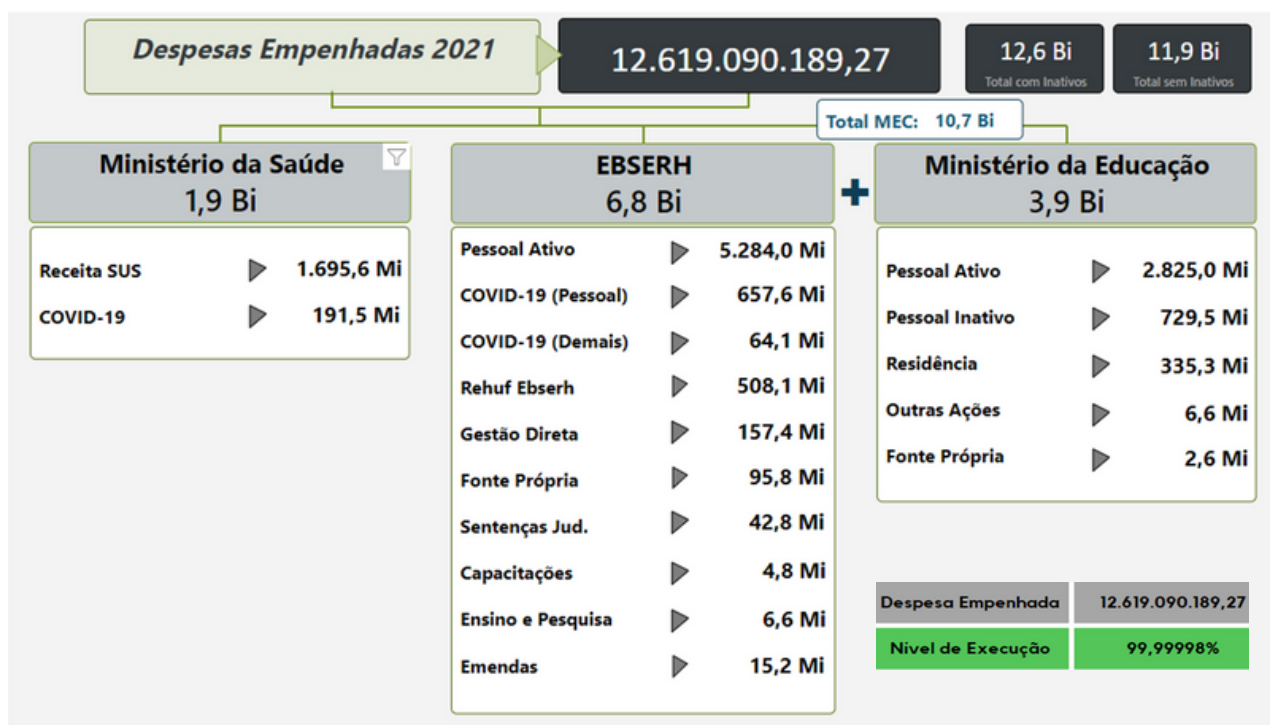 Despesas Empenhadas 2021
12.619.090.189,27
12,6 Bi
Total com Inativos
11,9 Bi
Total sem Inativos
Total MEC: 10,7 Bi
Ministério da Saúde
1,9 Bi
Receita SUS 1.695,6 Mi
COVID-19 191,5 Mi
EBSERH
6,8 Bi
Pessoal Ativo 5.284,0 Mi
COVID-19 (Pessoal) 657,6 Mi
COVID-19 (Demais) 64,1 Mi
Rehuf Ebserh 508,1 Mi
Gestão Direta 157,4 Mi
Fonte Própria 95,8 Mi
Sentenças Jud. 42,8 Mi
Capacitações 4,8 Mi
Ensino e Pesquisa 6,6 Mi
Emendas 15,2 Mi
Ministério da Educação
3,9 Bi
Pessoal Ativo 2.825,0 Mi
Pessoal Inativo 729,5 Mi
Residência 335,3 Mi
Outras Ações 6,6 Mi
Fonte Própria 2,6 Mi
Despesa Empenhada 12.619.090.189,27
Nível de Execução 99,99998%